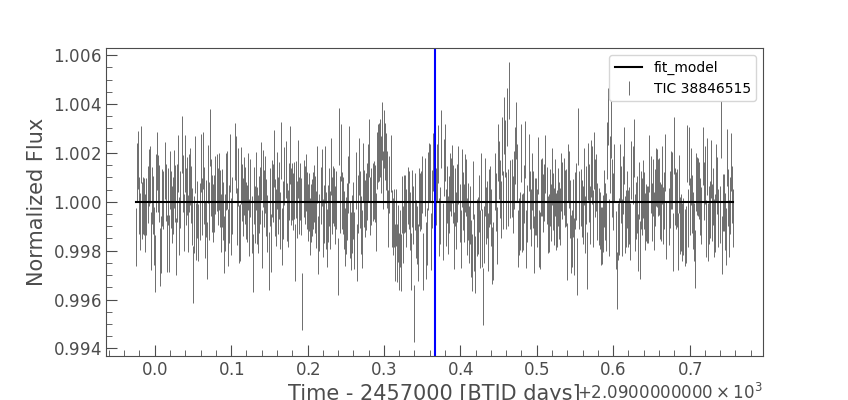 1.006
1.004
1.002
1.000
0.998
0.996
0.994
Normalized Flux
fit_model
TIC 38846515
0.0 0.1 0.2 0.3 0.4 0.5 0.6 0.7
Time - 2457000 [BTJD days]
+2.0900000000 × 10³